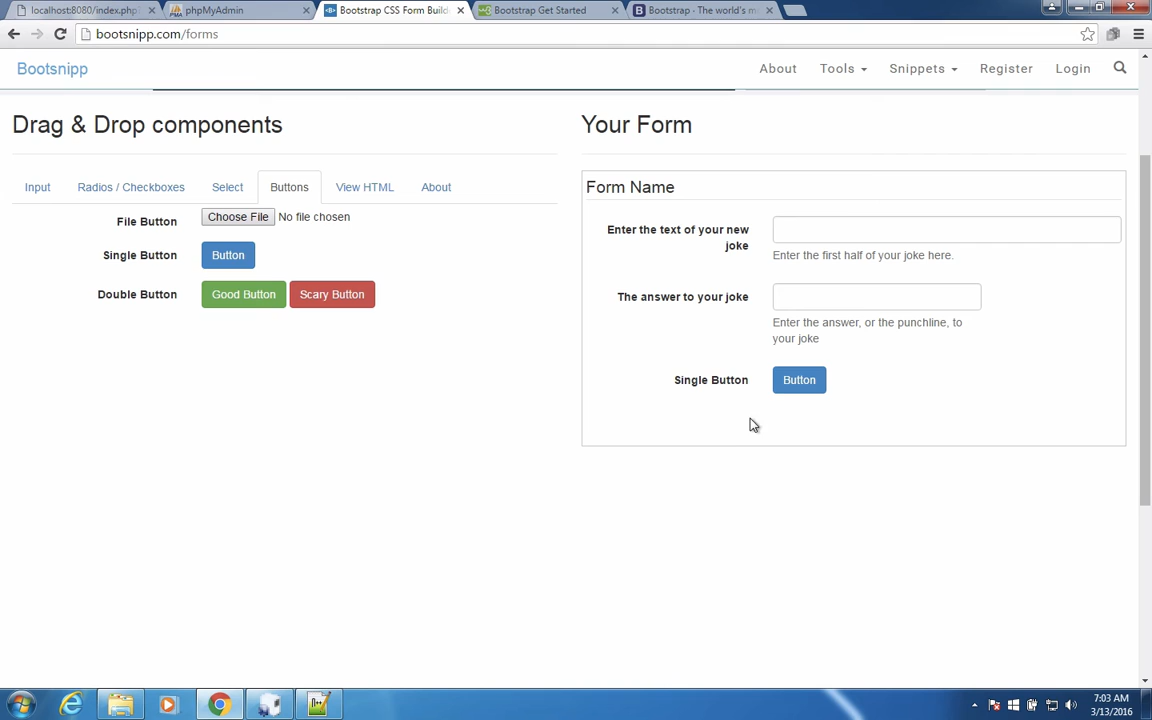 localhost:8080/index.php
phpMyAdmin
Bootstrap CSS Form Build
Bootstrap Get Started
Bootstrap · The world's m
bootsnipp.com/forms
Bootsnipp
About
Tools
Snippets
Register
Login
Drag & Drop components
Your Form
Input
Radios / Checkboxes
Select
Buttons
View HTML
About
File Button
Choose File No file chosen
Single Button
Button
Double Button
Good Button
Scary Button
Form Name
Enter the text of your new
joke
Enter the first half of your joke here.
The answer to your joke
Enter the answer, or the punchline, to
your joke
Single Button
Button
7:03 AM
3/13/2016